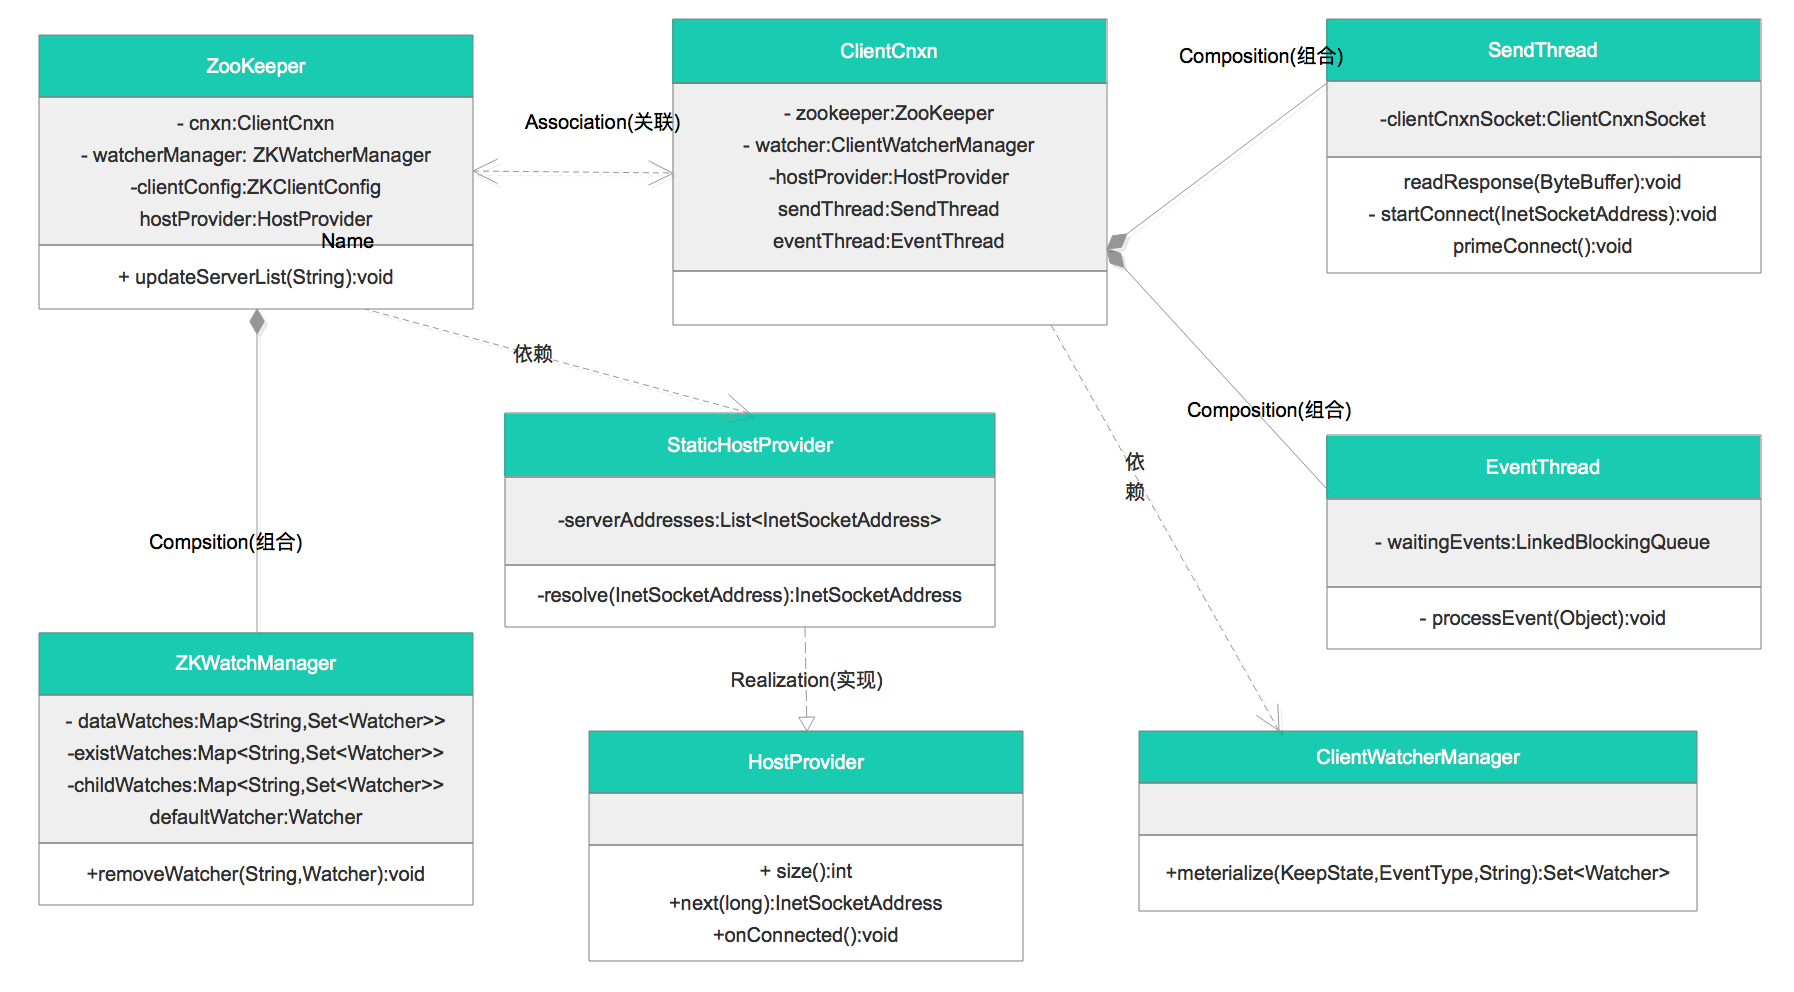 ZooKeeper
- cnxn:ClientCnxn
- watcherManager: ZKWatcherManager
-clientConfig:ZKClientConfig
hostProvider:HostProvider
Name
+ updateServerList(String):void
Association(关联)
ClientCnxn
- zookeeper:ZooKeeper
- watcher:ClientWatcherManager
-hostProvider:HostProvider
sendThread:SendThread
eventThread:EventThread
Composition(组合)
SendThread
-clientCnxnSocket:ClientCnxnSocket
readResponse(ByteBuffer):void
- startConnect(InetSocketAddress):void
primeConnect():void
依赖
StaticHostProvider
-serverAddresses:List<InetSocketAddress>
-resolve(InetSocketAddress):InetSocketAddress
依
赖
Composition(组合)
EventThread
- waitingEvents:LinkedBlockingQueue
- processEvent(Object):void
Compsition(组合)
ZKWatchManager
- dataWatches:Map<String,Set<Watcher>>
-existWatches:Map<String,Set<Watcher>>
-childWatches:Map<String,Set<Watcher>>
defaultWatcher:Watcher
+removeWatcher(String,Watcher):void
Realization(实现)
HostProvider
+ size():int
+next(long):InetSocketAddress
+onConnected():void
ClientWatcherManager
+meterialize(KeepState,EventType,String):Set<Watcher>